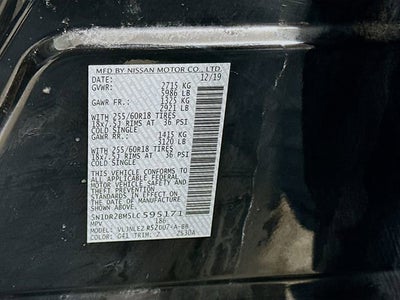 MFD BY NISSAN MOTOR CO., LTD.
12/19
GVWR: 2715 KG
5986 LB
GAWR FR.: 1325 KG
2921 LB
WITH 255/60R18 TIRES
18x7.5J RIMS AT 36 PSI
COLD SINGLE
GAWR RR.: 1415 KG
3120 LB
WITH 255/60R18 TIRES
18x7.5J RIMS AT 36 PSI
COLD SINGLE
THIS VEHICLE CONFORMS TO
ALL APPLICABLE FEDERAL
MOTOR VEHICLE SAFETY
STANDARDS IN EFFECT ON
THE DATE OF MANUFACTURE
SHOWN ABOVE.
5N1DR2BM5LC595171
MPV 186
MODEL:
COLOR: G41 TRIM: